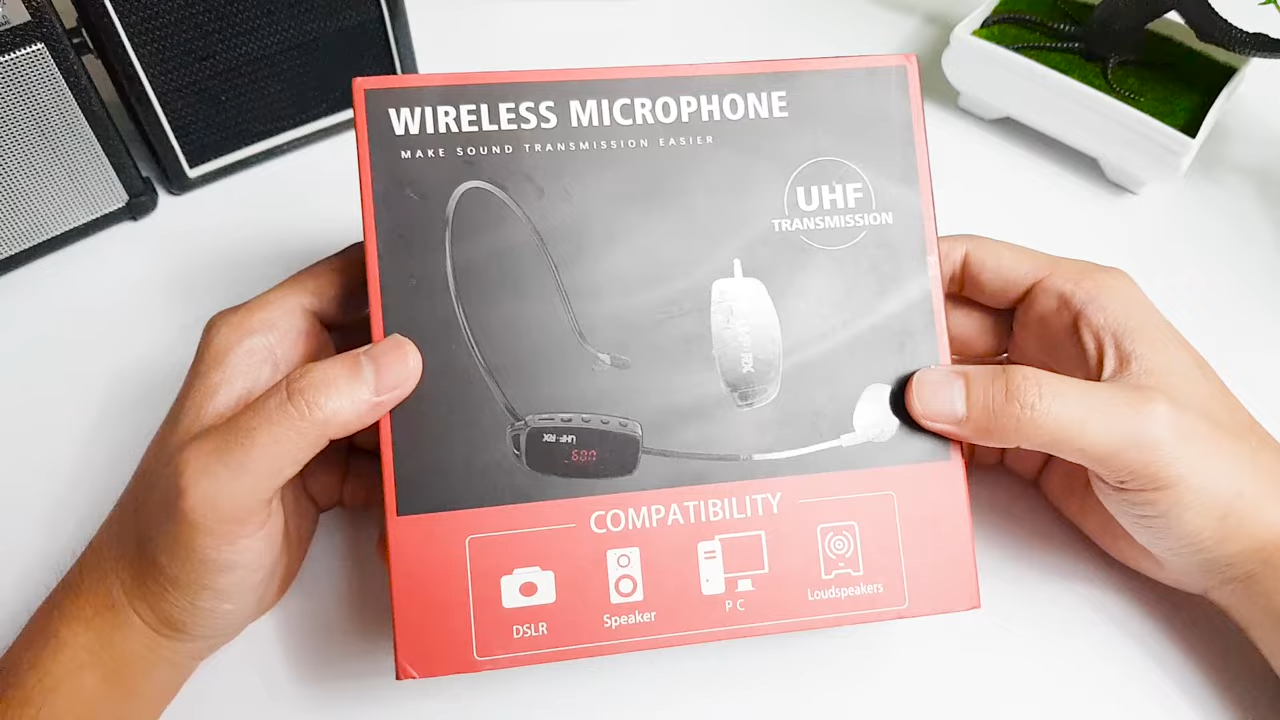 WIRELESS MICROPHONE
MAKE SOUND TRANSMISSION EASIER
UHF
TRANSMISSION
UHF-RX
COMPATIBILITY
DSLR
Speaker
PC
Loudspeakers